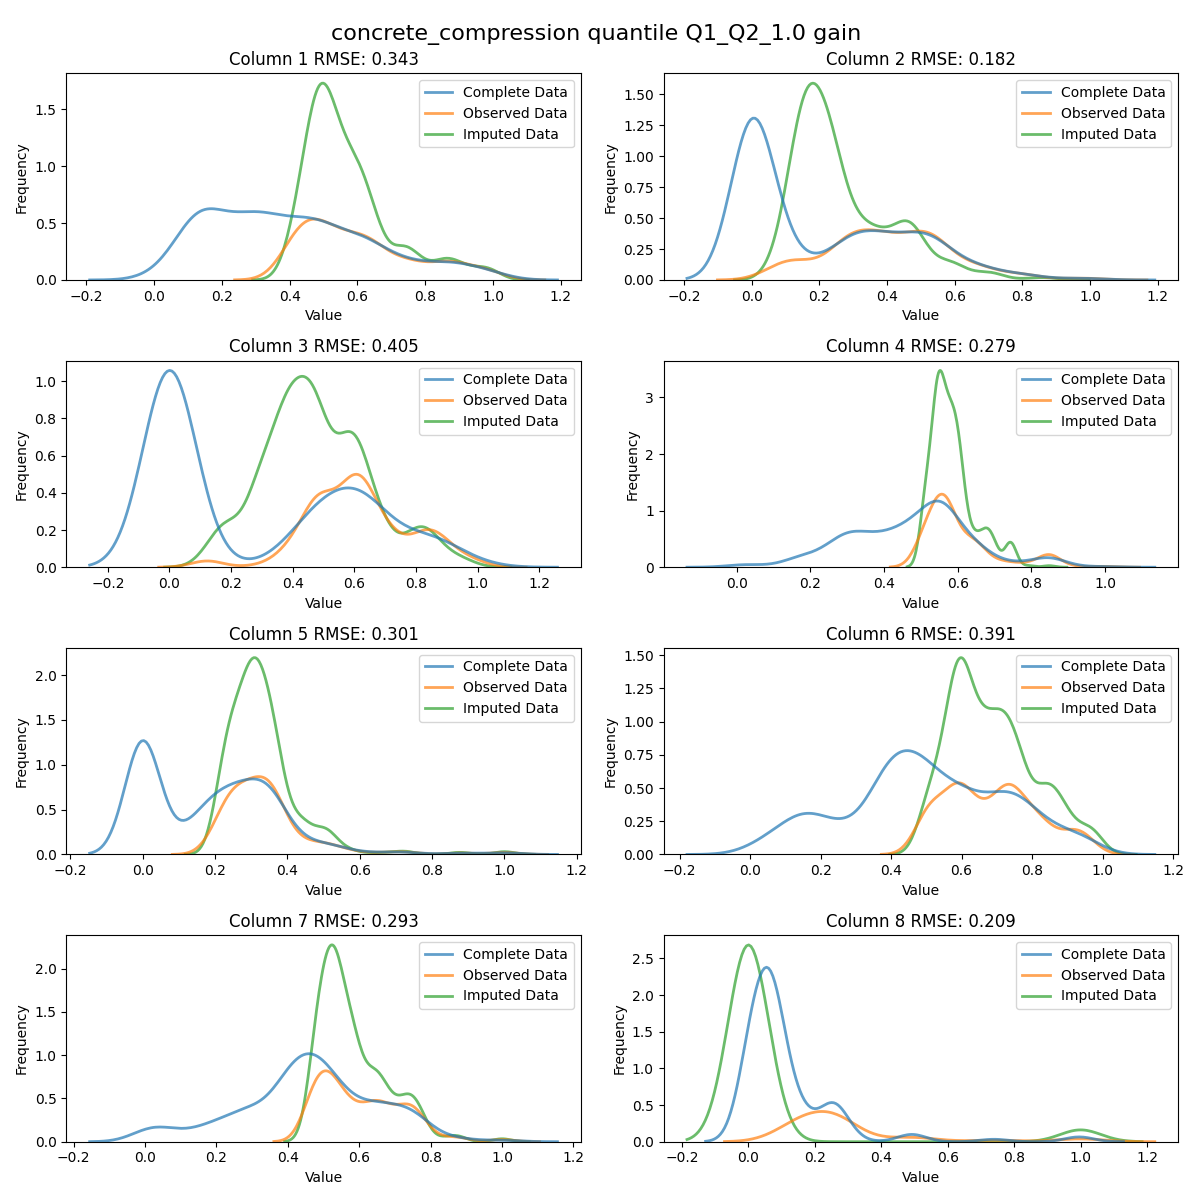 concrete_compression quantile Q1_Q2_1.0 gain
Column 1 RMSE: 0.343
Frequency
1.5
1.0
0.5
0.0
Complete Data
Observed Data
Imputed Data
−0.2 0.0 0.2 0.4 0.6 0.8 1.0 1.2
Value
Column 2 RMSE: 0.182
Frequency
1.50
1.25
1.00
0.75
0.50
0.25
0.00
Complete Data
Observed Data
Imputed Data
−0.2 0.0 0.2 0.4 0.6 0.8 1.0 1.2
Value
Column 3 RMSE: 0.405
Frequency
1.0
0.8
0.6
0.4
0.2
0.0
Complete Data
Observed Data
Imputed Data
−0.2 0.0 0.2 0.4 0.6 0.8 1.0 1.2
Value
Column 4 RMSE: 0.279
Frequency
3
2
1
0
Complete Data
Observed Data
Imputed Data
0.0 0.2 0.4 0.6 0.8 1.0
Value
Column 5 RMSE: 0.301
Frequency
2.0
1.5
1.0
0.5
0.0
Complete Data
Observed Data
Imputed Data
−0.2 0.0 0.2 0.4 0.6 0.8 1.0 1.2
Value
Column 6 RMSE: 0.391
Frequency
1.50
1.25
1.00
0.75
0.50
0.25
0.00
Complete Data
Observed Data
Imputed Data
−0.2 0.0 0.2 0.4 0.6 0.8 1.0 1.2
Value
Column 7 RMSE: 0.293
Frequency
2.0
1.5
1.0
0.5
0.0
Complete Data
Observed Data
Imputed Data
−0.2 0.0 0.2 0.4 0.6 0.8 1.0 1.2
Value
Column 8 RMSE: 0.209
Frequency
2.5
2.0
1.5
1.0
0.5
0.0
Complete Data
Observed Data
Imputed Data
−0.2 0.0 0.2 0.4 0.6 0.8 1.0 1.2
Value